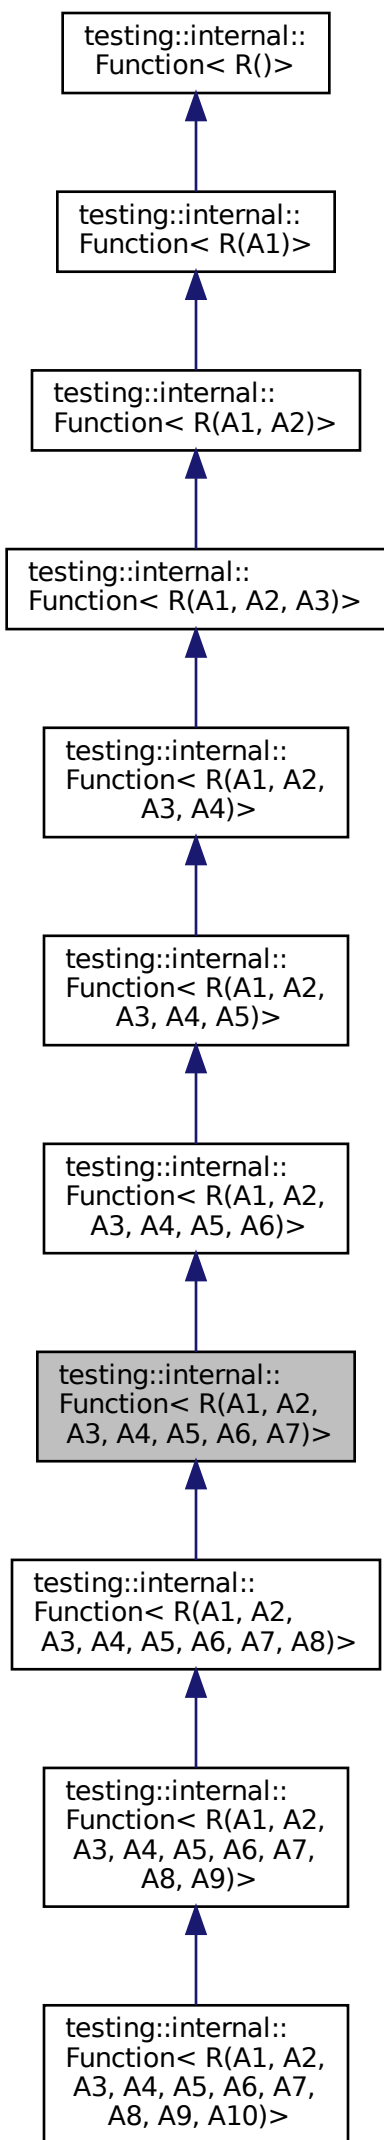 testing::internal::
Function< R()>
testing::internal::
Function< R(A1)>
testing::internal::
Function< R(A1, A2)>
testing::internal::
Function< R(A1, A2, A3)>
testing::internal::
Function< R(A1, A2,
A3, A4)>
testing::internal::
Function< R(A1, A2,
A3, A4, A5)>
testing::internal::
Function< R(A1, A2,
A3, A4, A5, A6)>
testing::internal::
Function< R(A1, A2,
A3, A4, A5, A6, A7)>
testing::internal::
Function< R(A1, A2,
A3, A4, A5, A6, A7, A8)>
testing::internal::
Function< R(A1, A2,
A3, A4, A5, A6, A7,
A8, A9)>
testing::internal::
Function< R(A1, A2,
A3, A4, A5, A6, A7,
A8, A9, A10)>